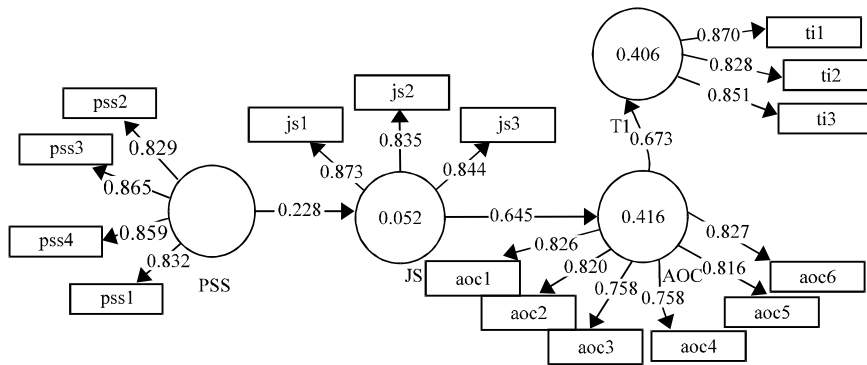 0.870
ti1
0.406
0.828
ti2
0.851
ti3
T1
0.673
pss2
js2
js1
js3
0.829
0.835
pss3
0.873
0.844
0.865
0.228
0.052
0.645
0.416
pss4
0.859
0.827
0.826
0.832
PSS
JS
aoc1
0.820
AOC
0.816
aoc6
pss1
0.758
0.758
aoc2
aoc5
aoc3
aoc4